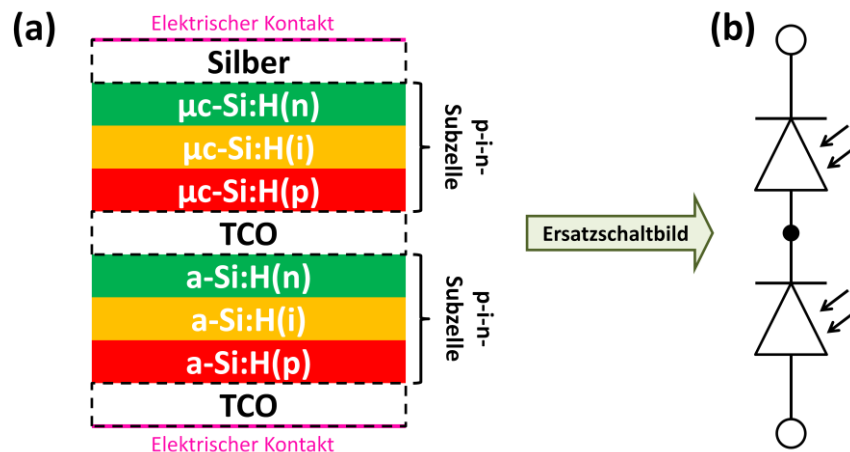 (a)
Elektrischer Kontakt
Silber
µc-Si:H(n)
µc-Si:H(i)
µc-Si:H(p)
p-i-n-
Subzelle
TCO
a-Si:H(n)
a-Si:H(i)
a-Si:H(p)
p-i-n-
Subzelle
TCO
Elektrischer Kontakt
Ersatzschaltbild
(b)